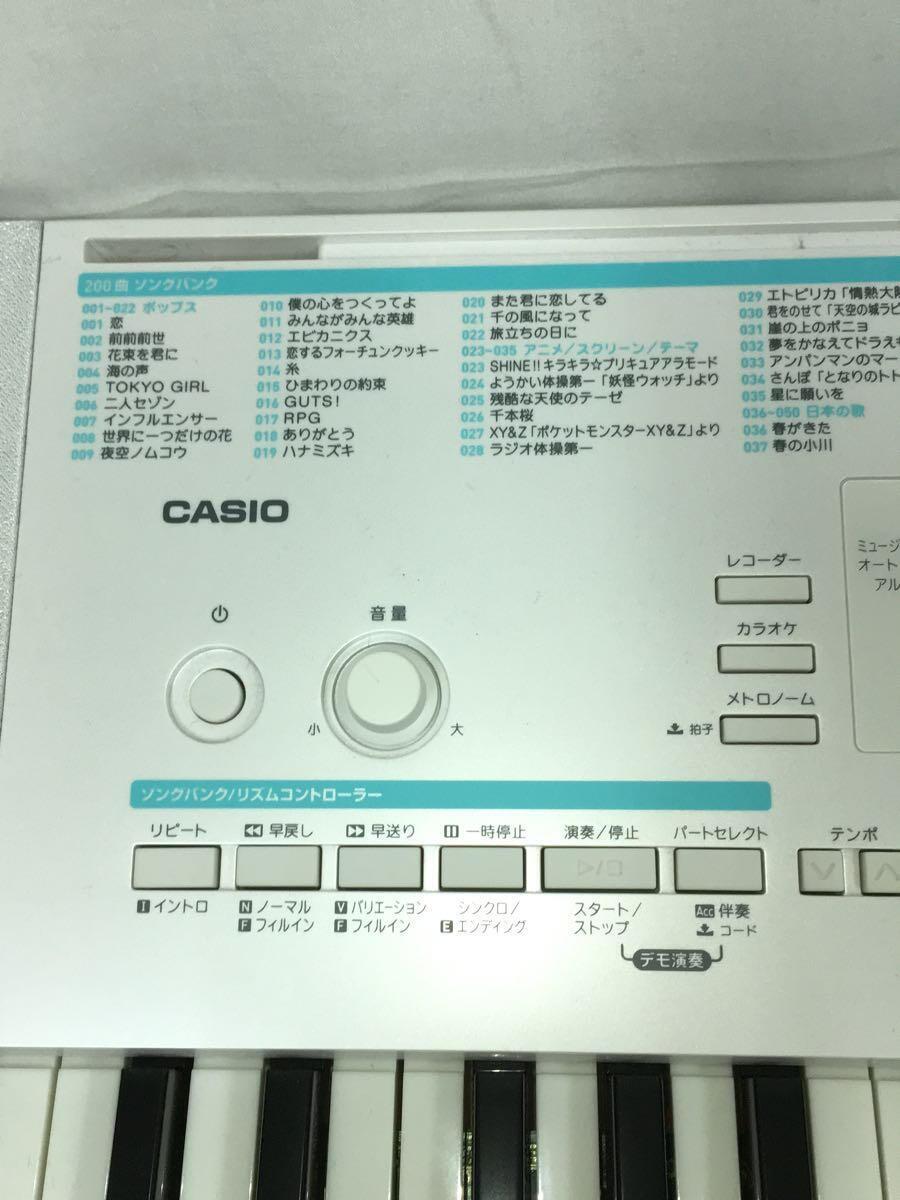 200曲 ソングバンク
001~022 ポップス
001 恋
002 前前前世
003 花束を君に
004 海の声
005 TOKYO GIRL
006 二人セゾン
007 インフルエンサー
008 世界に一つだけの花
009 夜空ノムコウ
010 僕の心をつくってよ
011 みんながみんな英雄
012 エビカニクス
013 恋するフォーチュンクッキー
014 糸
015 ひまわりの約束
016 GUTS!
017 RPG
018 ありがとう
019 ハナミズキ
020 また君に恋してる
021 千の風になって
022 旅立ちの日に
023~035 アニメ/スクリーン/テーマ
023 SHINE!! キラキラ☆プリキュアアラモード
024 ようかい体操第一「妖怪ウォッチ」より
025 残酷な天使のテーゼ
026 千本桜
027 XY&Z「ポケットモンスターXY&Z」より
028 ラジオ体操第一
029 エトピリカ「情熱大陸
030 君をのせて「天空の城ラピ
031 崖の上のポニョ
032 夢をかなえてドラえも
033 アンパンマンのマー
034 さんぽ「となりのトト
035 星に願いを
036~050 日本の歌
036 春がきた
037 春の小川
CASIO
音量
小
大
レコーダー
カラオケ
メトロノーム
拍子
ミュージ
オート
アル
ソングバンク/リズムコントローラー
リピート
早戻し
早送り
一時停止
演奏/停止
パートセレクト
テンポ
I イントロ
N ノーマル
F フィルイン
V バリエーション
F フィルイン
シンクロ/
E エンディング
スタート/
ストップ
Acc 伴奏
コード
デモ演奏